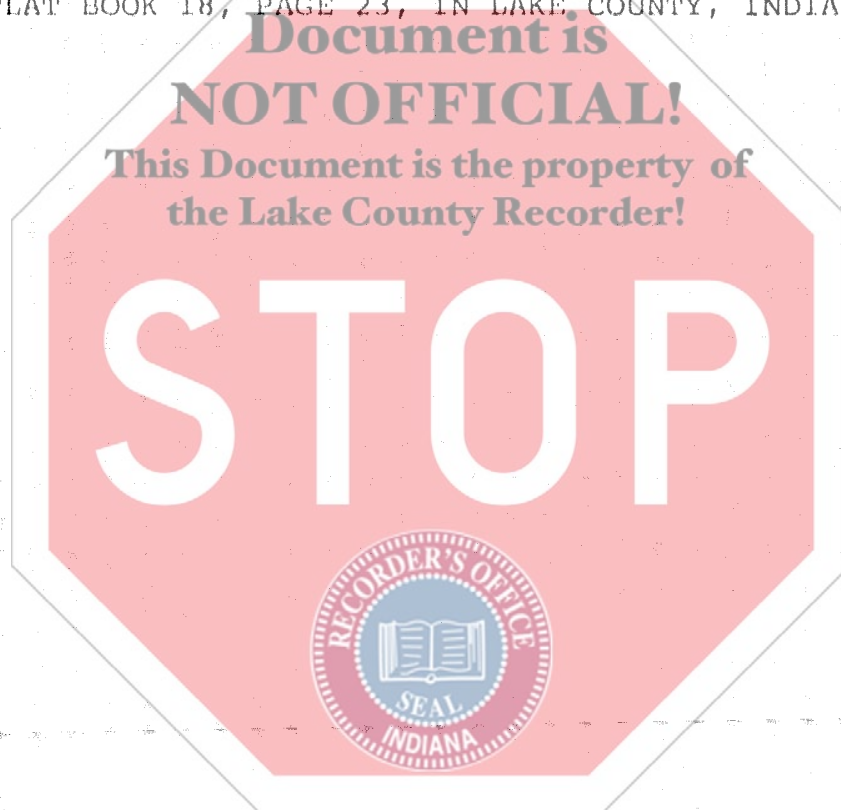 PLAT BOOK 18, PAGE 23, IN LAKE COUNTY, INDIA
Document is
NOT OFFICIAL!
This Document is the property of
the Lake County Recorder!
STOP
RECORDER'S OFFICE
SEAL
INDIANA